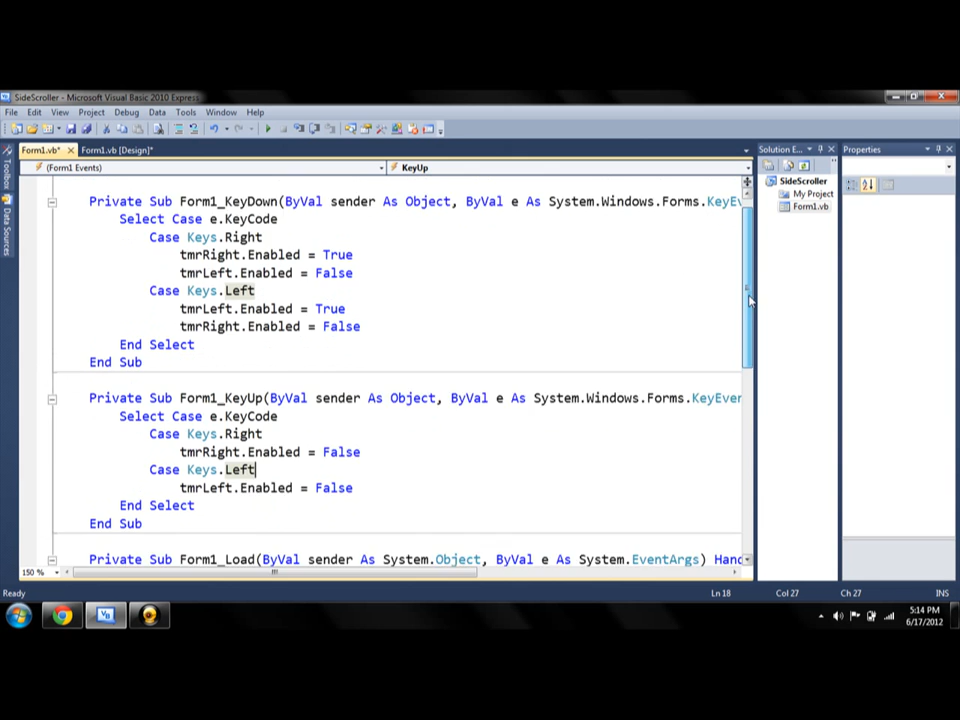 SideScroller - Microsoft Visual Basic 2010 Express
File Edit View Project Debug Data Tools Window Help
Form1.vb* Form1.vb [Design]*
(Form1 Events) KeyUp
Private Sub Form1_KeyDown(ByVal sender As Object, ByVal e As System.Windows.Forms.KeyEv
Select Case e.KeyCode
Case Keys.Right
tmrRight.Enabled = True
tmrLeft.Enabled = False
Case Keys.Left
tmrLeft.Enabled = True
tmrRight.Enabled = False
End Select
End Sub
Private Sub Form1_KeyUp(ByVal sender As Object, ByVal e As System.Windows.Forms.KeyEven
Select Case e.KeyCode
Case Keys.Right
tmrRight.Enabled = False
Case Keys.Left
tmrLeft.Enabled = False
End Select
End Sub
Private Sub Form1_Load(ByVal sender As System.Object, ByVal e As System.EventArgs) Hand
150 %
Toolbox
Data Sources
Solution E...
SideScroller
My Project
Form1.vb
Properties
Ready Ln 18 Col 27 Ch 27 INS
5:14 PM
6/17/2012